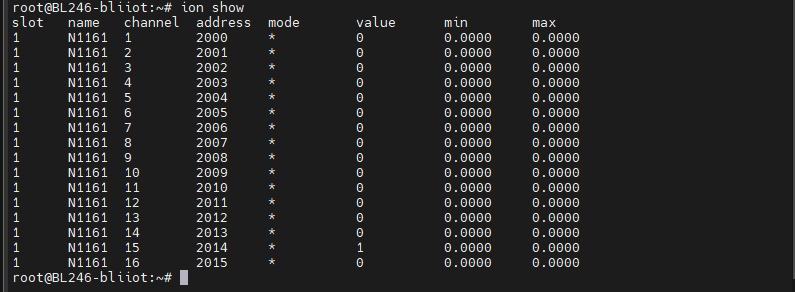 root@BL246-bliiot:~# ion show
slot name channel address mode value min max
1 N1161 1 2000 * 0 0.0000 0.0000
1 N1161 2 2001 * 0 0.0000 0.0000
1 N1161 3 2002 * 0 0.0000 0.0000
1 N1161 4 2003 * 0 0.0000 0.0000
1 N1161 5 2004 * 0 0.0000 0.0000
1 N1161 6 2005 * 0 0.0000 0.0000
1 N1161 7 2006 * 0 0.0000 0.0000
1 N1161 8 2007 * 0 0.0000 0.0000
1 N1161 9 2008 * 0 0.0000 0.0000
1 N1161 10 2009 * 0 0.0000 0.0000
1 N1161 11 2010 * 0 0.0000 0.0000
1 N1161 12 2011 * 0 0.0000 0.0000
1 N1161 13 2012 * 0 0.0000 0.0000
1 N1161 14 2013 * 0 0.0000 0.0000
1 N1161 15 2014 * 1 0.0000 0.0000
1 N1161 16 2015 * 0 0.0000 0.0000
root@BL246-bliiot:~#